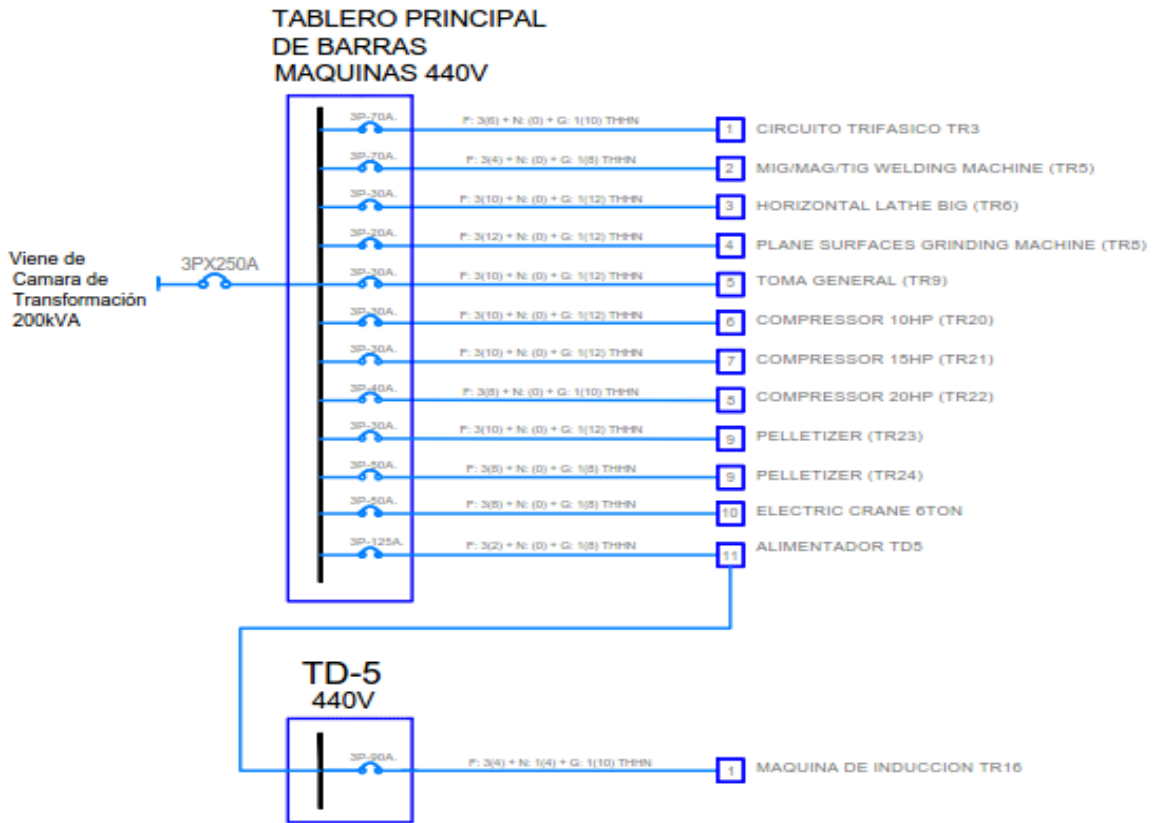 TABLERO PRINCIPAL
DE BARRAS
MAQUINAS 440V
Viene de
Camara de
Transformación
200kVA
3PX250A
3P-70A. F: 3(6) + N: (0) + G: 1(10) THHN 1 CIRCUITO TRIFASICO TR3
3P-70A. F: 3(4) + N: (0) + G: 1(8) THHN 2 MIG/MAG/TIG WELDING MACHINE (TR5)
3P-30A. F: 3(10) + N: (0) + G: 1(12) THHN 3 HORIZONTAL LATHE BIG (TR6)
3P-20A. F: 3(12) + N: (0) + G: 1(12) THHN 4 PLANE SURFACES GRINDING MACHINE (TR8)
3P-30A. F: 3(10) + N: (0) + G: 1(12) THHN 5 TOMA GENERAL (TR9)
3P-30A. F: 3(10) + N: (0) + G: 1(12) THHN 6 COMPRESSOR 10HP (TR20)
3P-30A. F: 3(10) + N: (0) + G: 1(12) THHN 7 COMPRESSOR 15HP (TR21)
3P-40A. F: 3(8) + N: (0) + G: 1(10) THHN 8 COMPRESSOR 20HP (TR22)
3P-30A. F: 3(10) + N: (0) + G: 1(12) THHN 9 PELLETIZER (TR23)
3P-50A. F: 3(8) + N: (0) + G: 1(8) THHN 9 PELLETIZER (TR24)
3P-50A. F: 3(8) + N: (0) + G: 1(8) THHN 10 ELECTRIC CRANE 6TON
3P-125A. F: 3(2) + N: (0) + G: 1(8) THHN 11 ALIMENTADOR TD5
TD-5
440V
3P-90A. F: 3(4) + N: 1(4) + G: 1(10) THHN 1 MAQUINA DE INDUCCION TR16